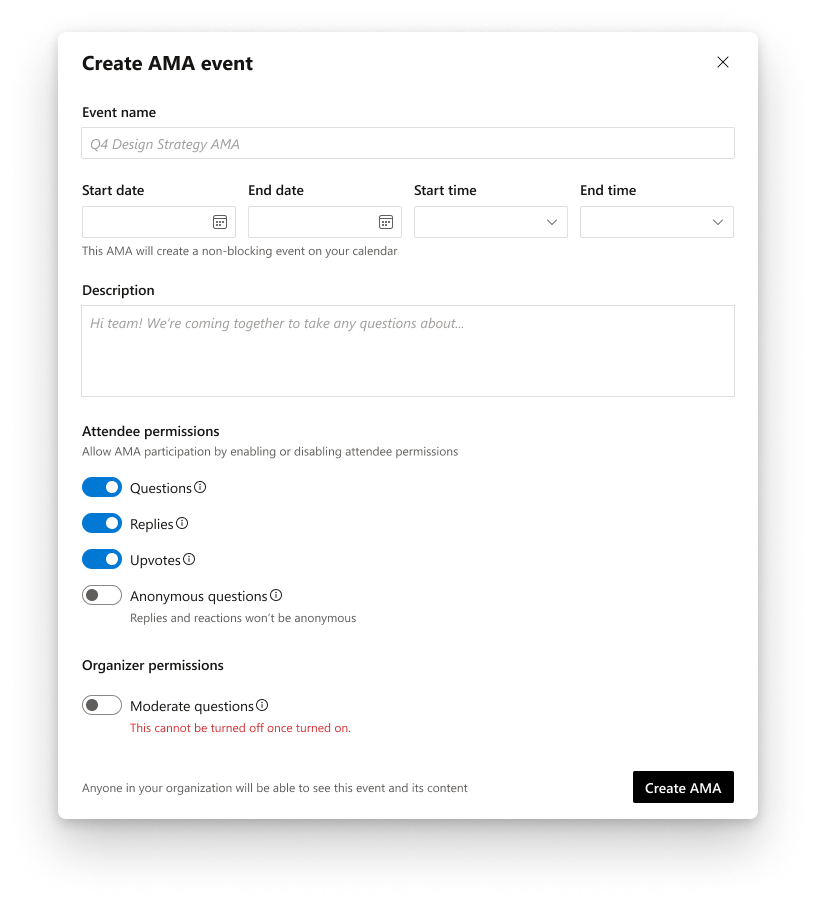 Create AMA event
Event name
Q4 Design Strategy AMA
Start date End date Start time End time
This AMA will create a non-blocking event on your calendar
Description
Hi team! We're coming together to take any questions about...
Attendee permissions
Allow AMA participation by enabling or disabling attendee permissions
Questions
Replies
Upvotes
Anonymous questions
Replies and reactions won't be anonymous
Organizer permissions
Moderate questions
This cannot be turned off once turned on.
Anyone in your organization will be able to see this event and its content
Create AMA